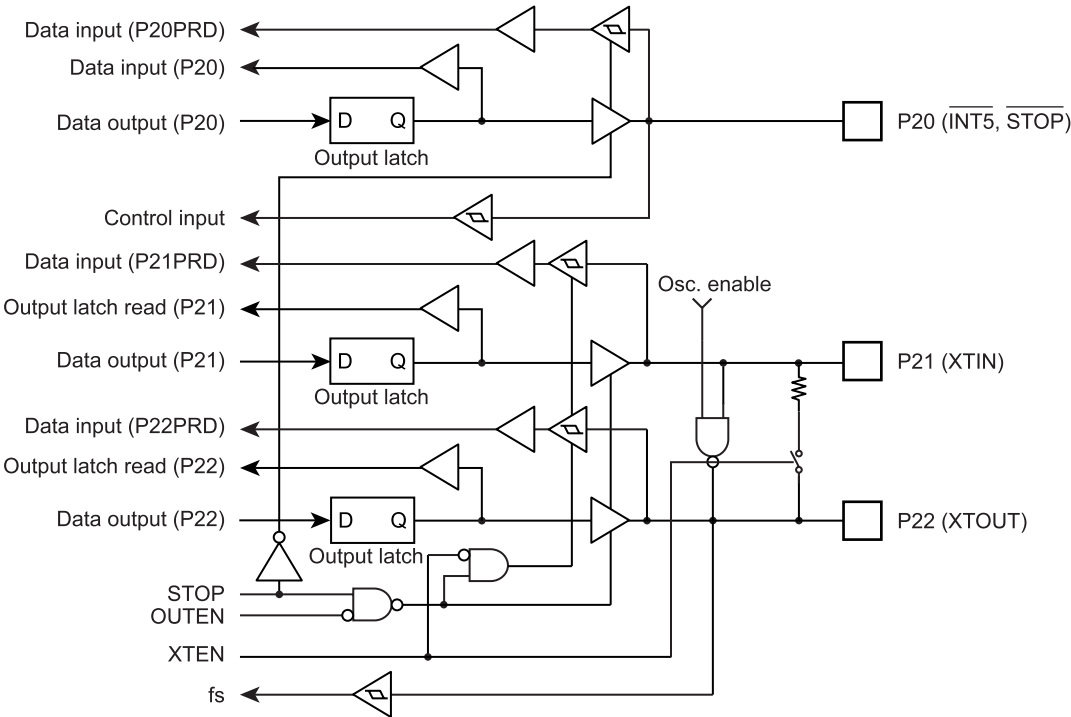 Data input (P20PRD)
Data input (P20)
Data output (P20)
D Q
Output latch
P20 (INT5, STOP)
Control input
Data input (P21PRD)
Osc. enable
Output latch read (P21)
Data output (P21)
D Q
Output latch
P21 (XTIN)
Data input (P22PRD)
Output latch read (P22)
Data output (P22)
D Q
Output latch
P22 (XTOUT)
STOP
OUTEN
XTEN
fs